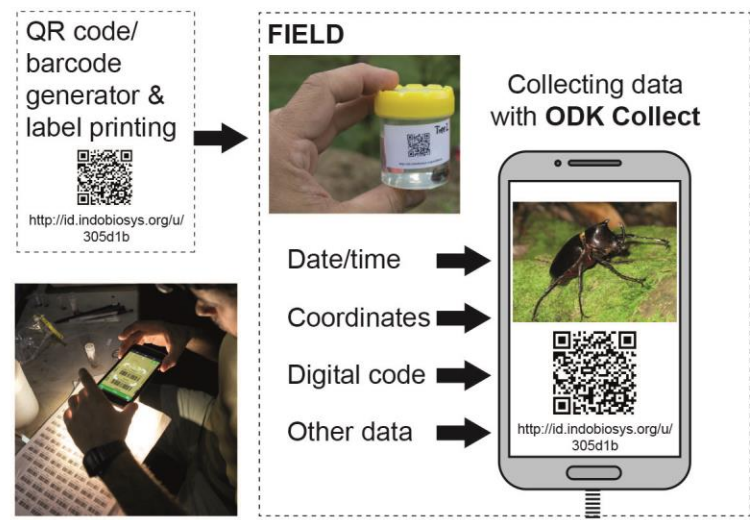 QR code/
barcode
generator &
label printing
http://id.indobiosys.org/u/
305d1b
FIELD
Collecting data
with ODK Collect
Date/time
Coordinates
Digital code
Other data
http://id.indobiosys.org/u/
305d1b